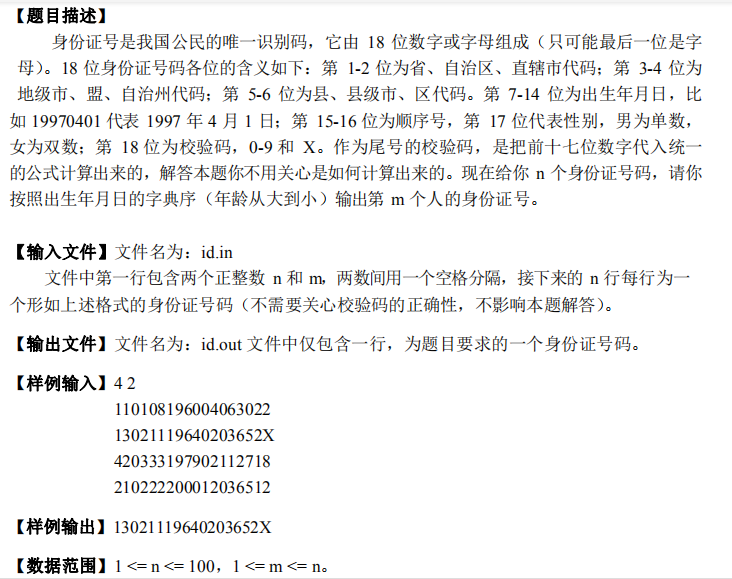 【题目描述】
身份证号是我国公民的唯一识别码，它由 18 位数字或字母组成（只可能最后一位是字
母）。18 位身份证号码各位的含义如下：第 1-2 位为省、自治区、直辖市代码；第 3-4 位为
地级市、盟、自治州代码；第 5-6 位为县、县级市、区代码。第 7-14 位为出生年月日，比
如 19970401 代表 1997 年 4 月 1 日；第 15-16 位为顺序号，第 17 位代表性别，男为单数，
女为双数；第 18 位为校验码，0-9 和 X。作为尾号的校验码，是把前十七位数字代入统一
的公式计算出来的，解答本题你不用关心是如何计算出来的。现在给你 n 个身份证号码，请你
按照出生年月日的字典序（年龄从大到小）输出第 m 个人的身份证号。
【输入文件】文件名为：id.in
文件中第一行包含两个正整数 n 和 m，两数间用一个空格分隔，接下来的 n 行每行为一
个形如上述格式的身份证号码（不需要关心校验码的正确性，不影响本题解答）。
【输出文件】文件名为：id.out 文件中仅包含一行，为题目要求的一个身份证号码。
【样例输入】4 2
110108196004063022
13021119640203652X
420333197902112718
210222200012036512
【样例输出】13021119640203652X
【数据范围】1 <= n <= 100，1 <= m <= n。